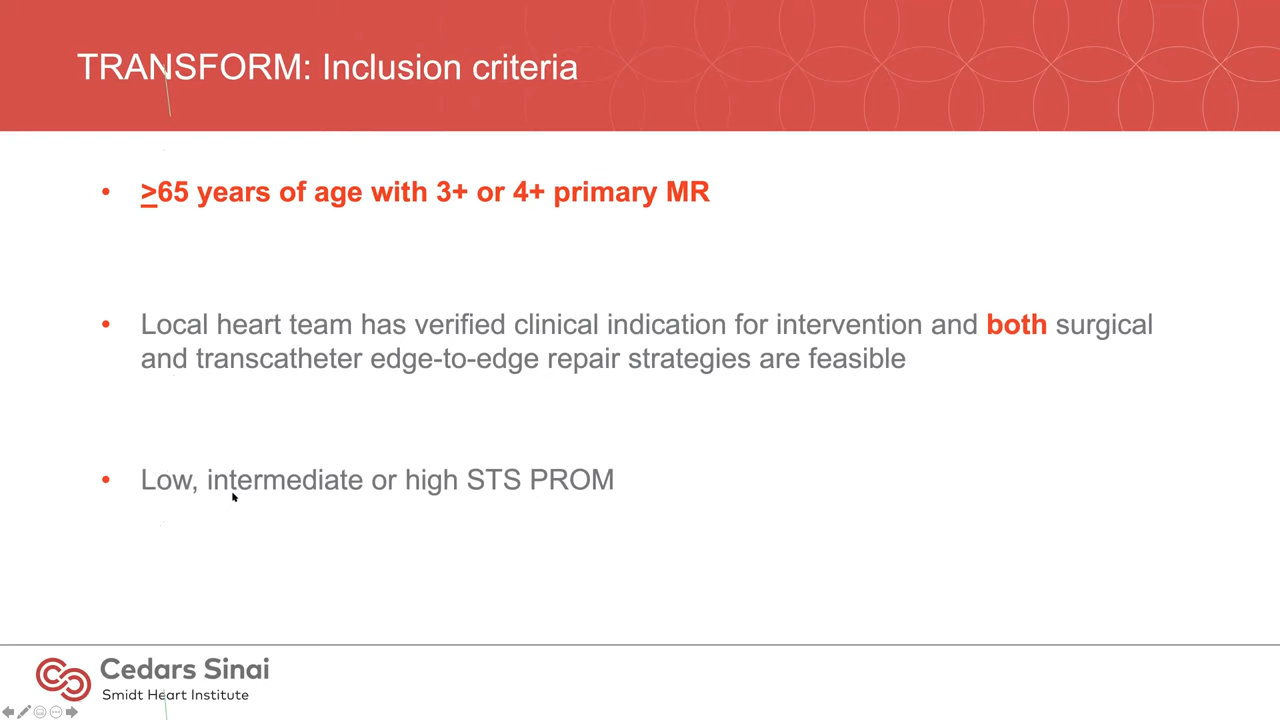 TRANSFORM: Inclusion criteria
• >65 years of age with 3+ or 4+ primary MR
• Local heart team has verified clinical indication for intervention and both surgical
and transcatheter edge-to-edge repair strategies are feasible
• Low, intermediate or high STS PROM
Cedars Sinai
Smidt Heart Institute